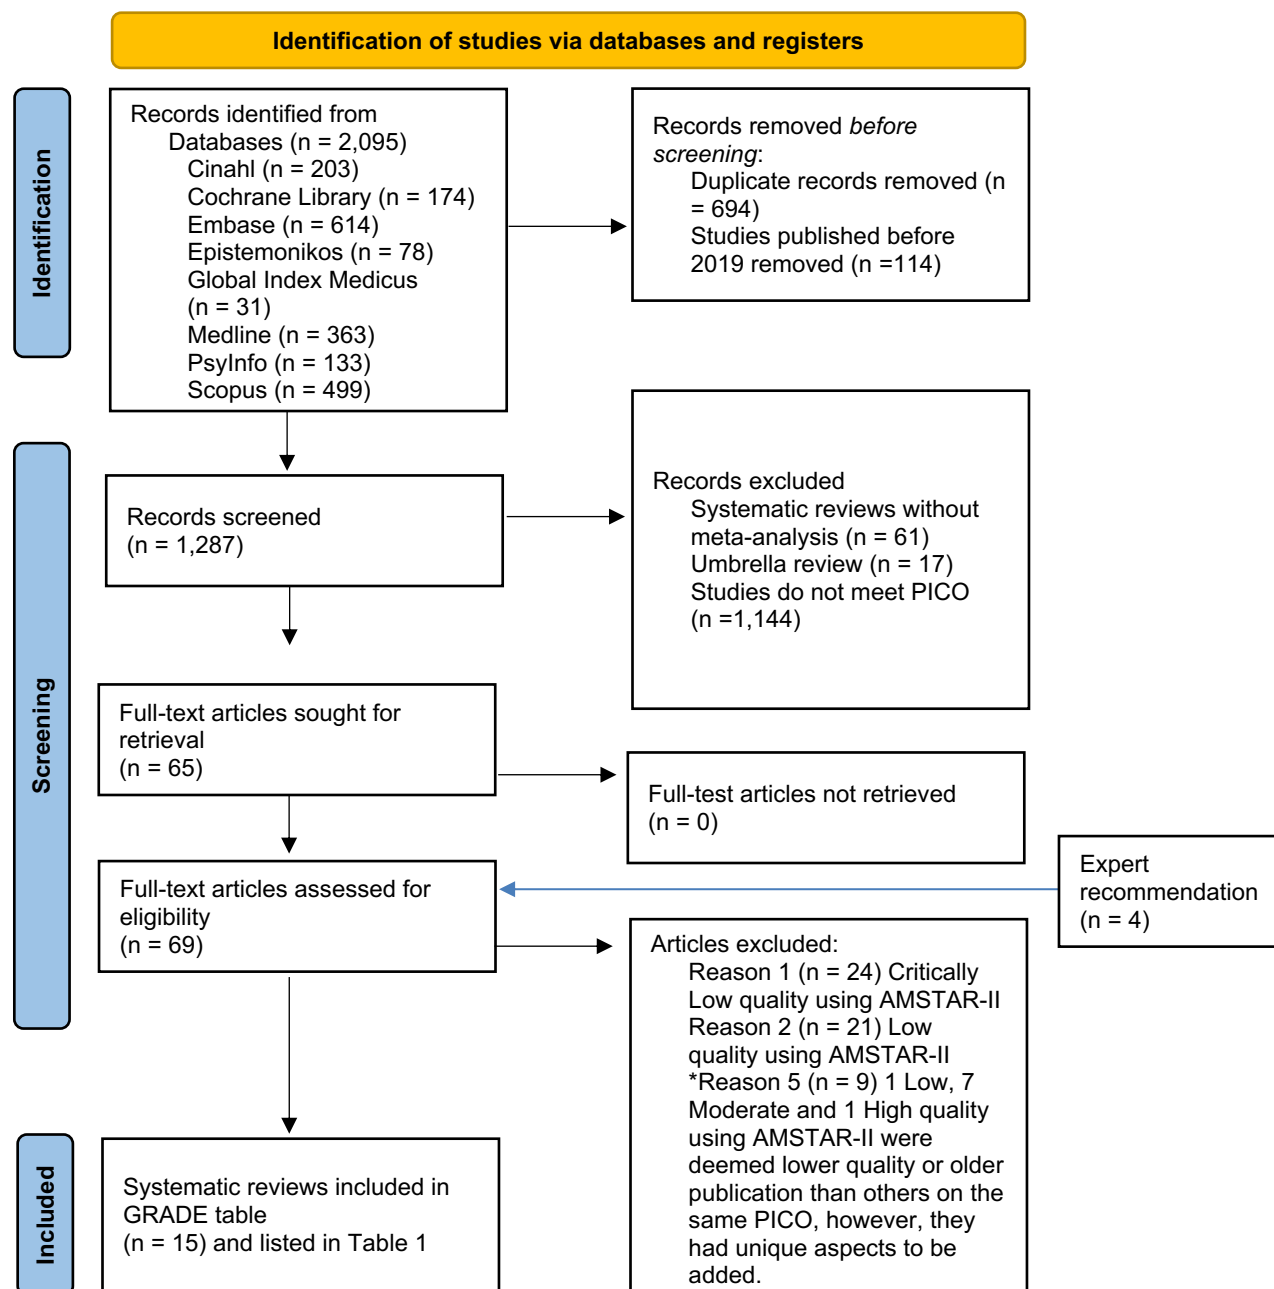 Identification of studies via databases and registers
Identification
Records identified from
Databases (n = 2,095)
Cinahl (n = 203)
Cochrane Library (n = 174)
Embase (n = 614)
Epistemonikos (n = 78)
Global Index Medicus
(n = 31)
Medline (n = 363)
PsyInfo (n = 133)
Scopus (n = 499)
Records removed before
screening:
Duplicate records removed (n
= 694)
Studies published before
2019 removed (n =114)
Screening
Records screened
(n = 1,287)
Records excluded
Systematic reviews without
meta-analysis (n = 61)
Umbrella review (n = 17)
Studies do not meet PICO
(n =1,144)
Full-text articles sought for
retrieval
(n = 65)
Full-test articles not retrieved
(n = 0)
Full-text articles assessed for
eligibility
(n = 69)
Expert
recommendation
(n = 4)
Articles excluded:
Reason 1 (n = 24) Critically
Low quality using AMSTAR-II
Reason 2 (n = 21) Low
quality using AMSTAR-II
*Reason 5 (n = 9) 1 Low, 7
Moderate and 1 High quality
using AMSTAR-II were
deemed lower quality or older
publication than others on the
same PICO, however, they
had unique aspects to be
added.
Included
Systematic reviews included in
GRADE table
(n = 15) and listed in Table 1